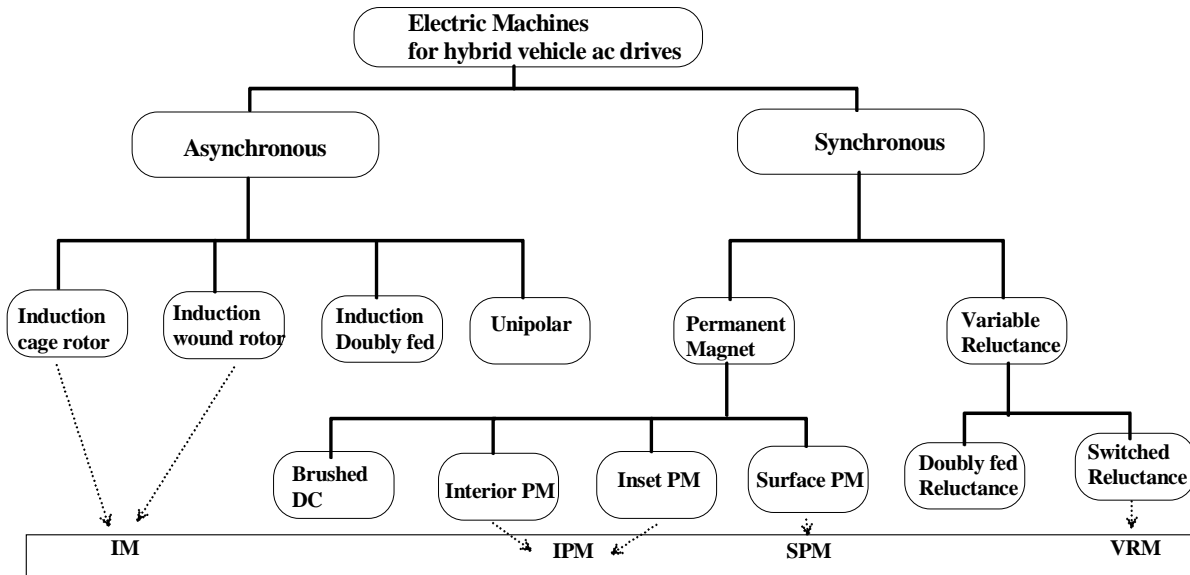 Electric Machines
for hybrid vehicle ac drives
Asynchronous
Synchronous
Induction
cage rotor
Induction
wound rotor
Induction
Doubly fed
Unipolar
Permanent
Magnet
Variable
Reluctance
Brushed
DC
Interior PM
Inset PM
Surface PM
Doubly fed
Reluctance
Switched
Reluctance
IM
IPM
SPM
VRM